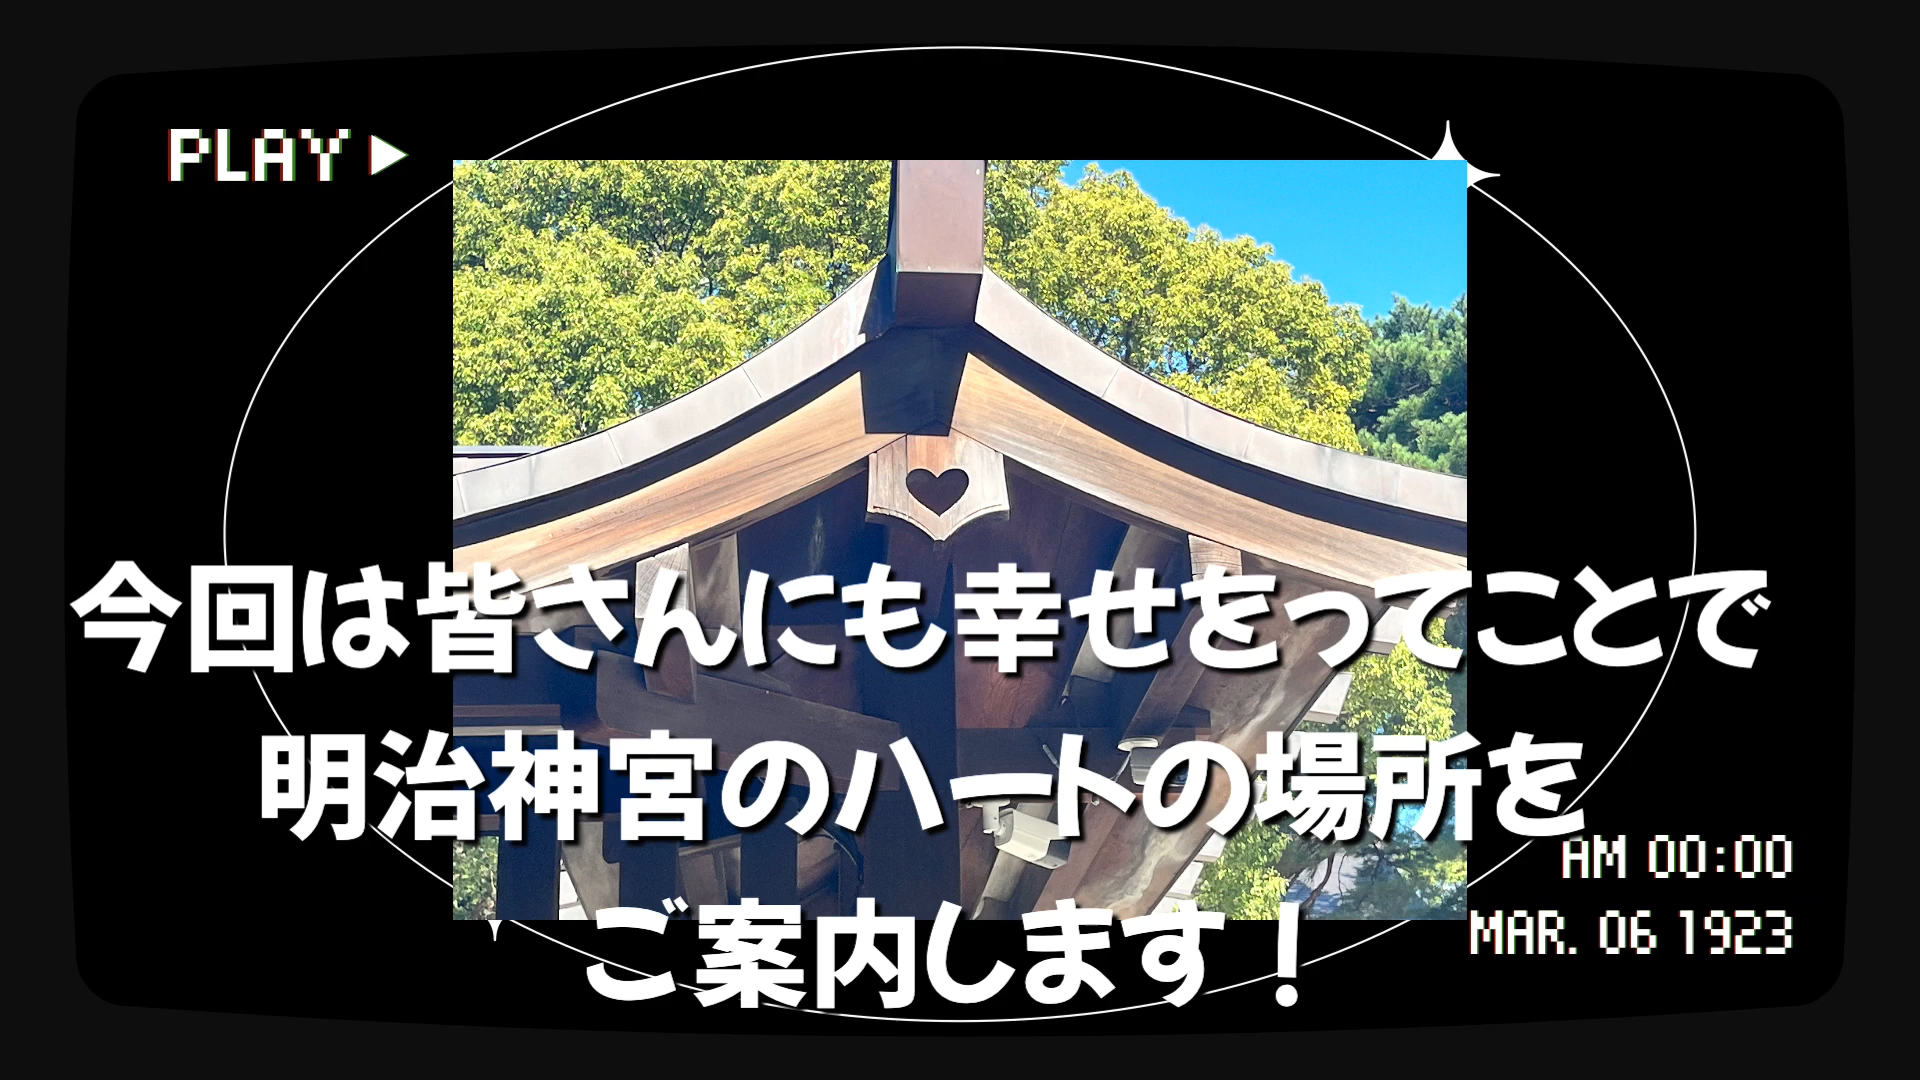 PLAY
今回は皆さんにも幸せをってことで
明治神宮のハートの場所を
ご案内します！
AM 00:00
MAR. 06 1923